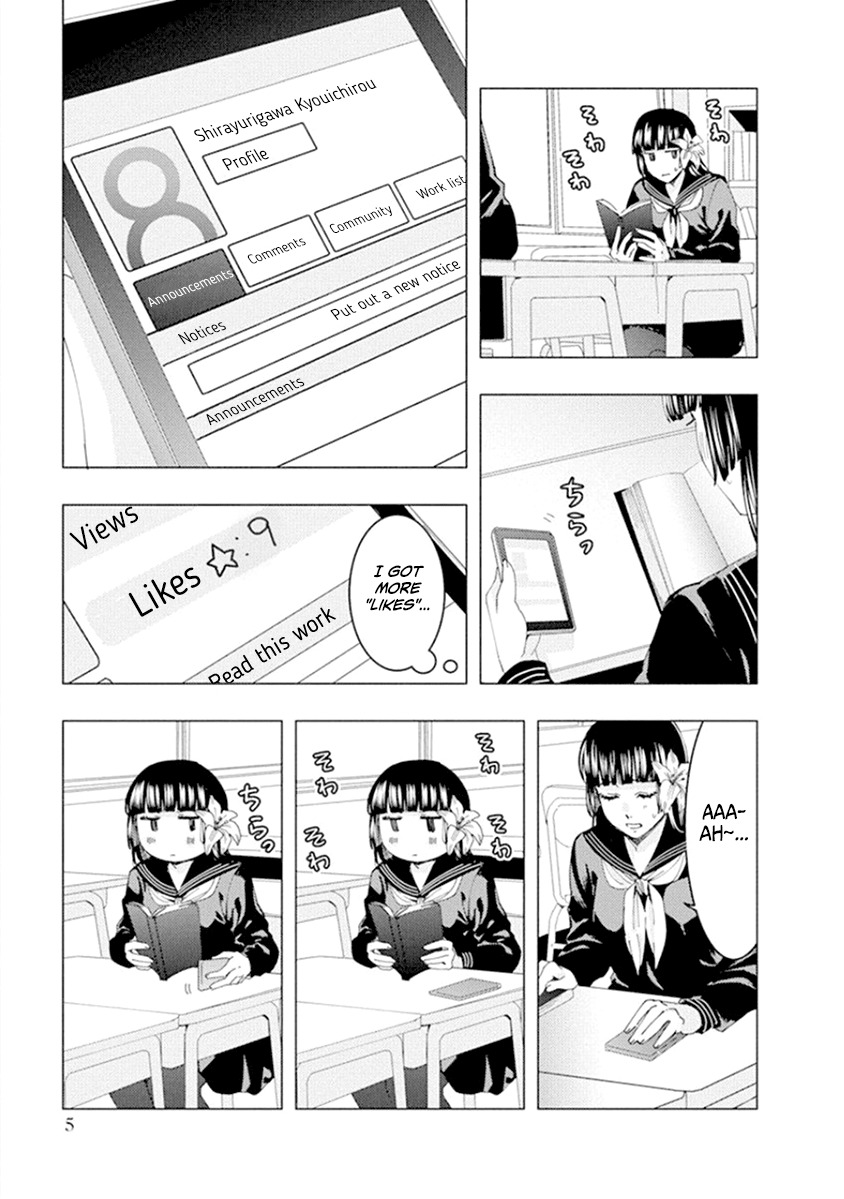 そわ
そわ
そわ
ちらっ
Shirayurigawa Kyouichirou
Profile
Announcements
Comments
Community
Work list
Notices
Put out a new notice
Announcements
Views
Likes ☆:9
Read this work
I GOT
MORE
"LIKES"...
AAA-
AH~...
そわ
そわ
そわ
そわ
ちらっ
5